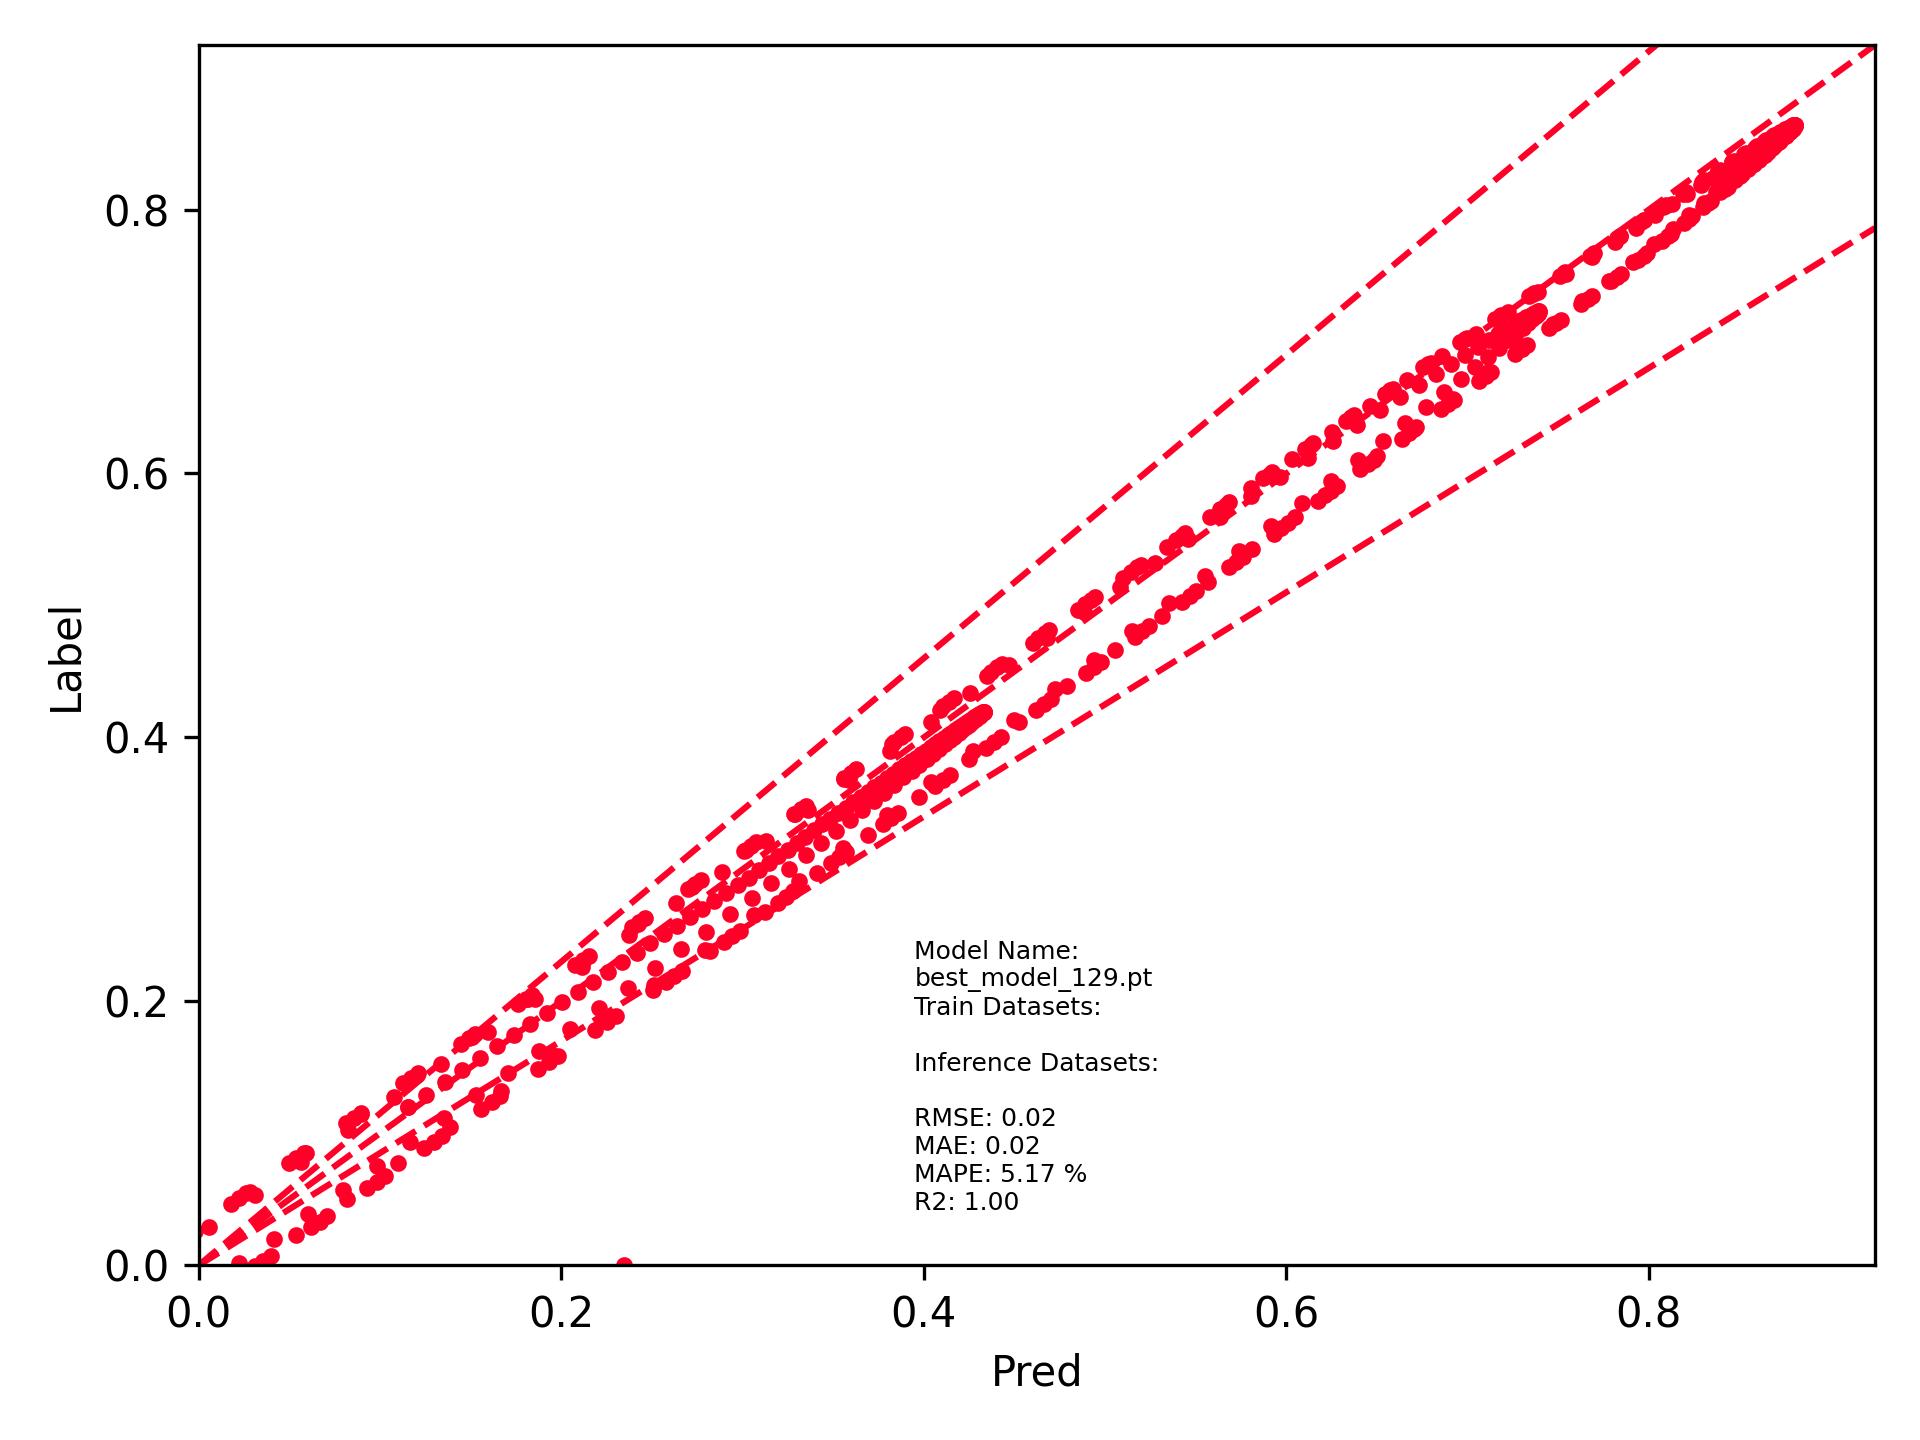 0.8
0.6
0.4
0.2
0.0
Label
Model Name:
best_model_129.pt
Train Datasets:
Inference Datasets:
RMSE: 0.02
MAE: 0.02
MAPE: 5.17 %
R2: 1.00
0.0 0.2 0.4 0.6 0.8
Pred